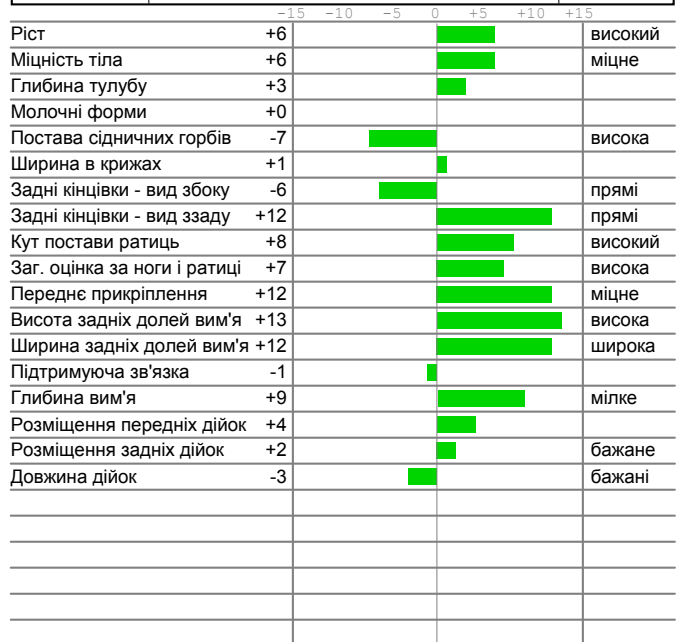 -15 -10 -5 0 +5 +10 +15
Ріст +6 високий
Міцність тіла +6 міцне
Глибина тулубу +3
Молочні форми +0
Постава сідничних горбів -7 висока
Ширина в крижах +1
Задні кінцівки - вид збоку -6 прямі
Задні кінцівки - вид ззаду +12 прямі
Кут постави ратиць +8 високий
Заг. оцінка за ноги і ратиці +7 висока
Переднє прикріплення +12 міцне
Висота задніх долей вим'я +13 висока
Ширина задніх долей вим'я +12 широка
Підтримуюча зв'язка -1
Глибина вим'я +9 мілке
Розміщення передніх дійок +4
Розміщення задніх дійок +2 бажане
Довжина дійок -3 бажані